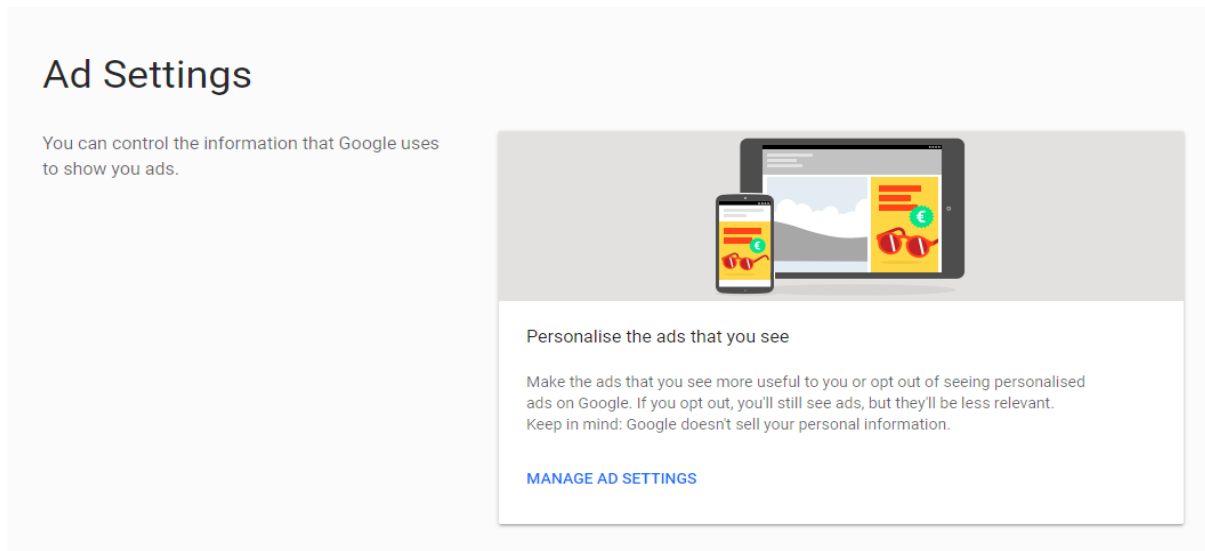 Ad Settings
You can control the information that Google uses
to show you ads.
€
€
Personalise the ads that you see
Make the ads that you see more useful to you or opt out of seeing personalised
ads on Google. If you opt out, you'll still see ads, but they'll be less relevant.
Keep in mind: Google doesn't sell your personal information.
MANAGE AD SETTINGS